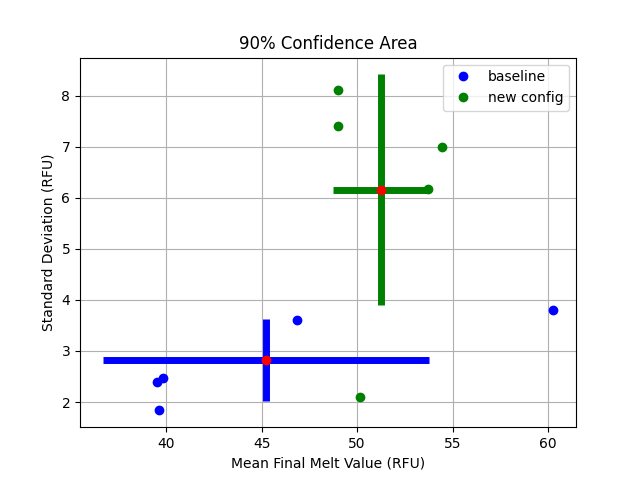 90% Confidence Area
baseline
new config
8
7
6
5
4
3
2
Standard Deviation (RFU)
40
45
50
55
60
Mean Final Melt Value (RFU)